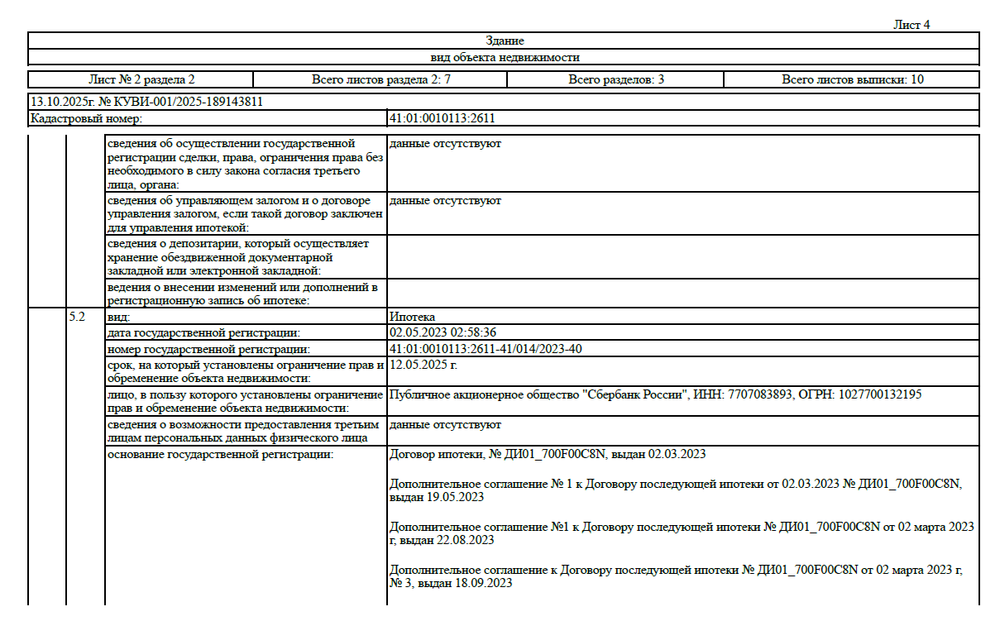 Лист 4
Здание
вид объекта недвижимости
Лист № 2 раздела 2
Всего листов раздела 2: 7
Всего разделов: 3
Всего листов выписки: 10
13.10.2025г. № КУВИ-001/2025-189143811
Кадастровый номер:
41:01:0010113:2611
сведения об осуществлении государственной
регистрации сделки, права, ограничения права без
необходимого в силу закона согласия третьего
лица, органа:
данные отсутствуют
сведения об управляющем залогом и о договоре
управления залогом, если такой договор заключен
для управления ипотекой:
данные отсутствуют
сведения о депозитарии, который осуществляет
хранение обездвиженной документарной
закладной или электронной закладной:
ведения о внесении изменений или дополнений в
регистрационную запись об ипотеке:
5.2
вид:
Ипотека
дата государственной регистрации:
02.05.2023 02:58:36
номер государственной регистрации:
41:01:0010113:2611-41/014/2023-40
срок, на который установлены ограничение прав и
обременение объекта недвижимости:
12.05.2025 г.
лицо, в пользу которого установлены ограничение
прав и обременение объекта недвижимости:
Публичное акционерное общество "Сбербанк России", ИНН: 7707083893, ОГРН: 1027700132195
сведения о возможности предоставления третьим
лицам персональных данных физического лица
данные отсутствуют
основание государственной регистрации:
Договор ипотеки, № ДИ01_700F00C8N, выдан 02.03.2023
Дополнительное соглашение № 1 к Договору последующей ипотеки от 02.03.2023 № ДИ01_700F00C8N,
выдан 19.05.2023
Дополнительное соглашение №1 к Договору последующей ипотеки № ДИ01_700F00C8N от 02 марта 2023
г, выдан 22.08.2023
Дополнительное соглашение к Договору последующей ипотеки № ДИ01_700F00C8N от 02 марта 2023 г,
№ 3, выдан 18.09.2023